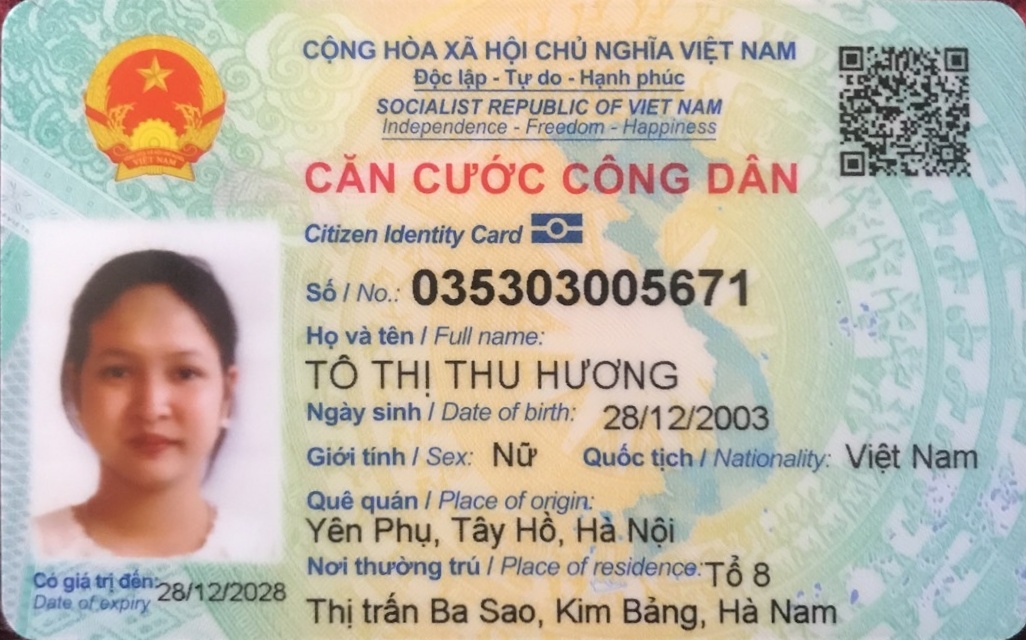 CỘNG HÒA XÃ HỘI CHỦ NGHĨA VIỆT NAM
Độc lập - Tự do - Hạnh phúc
SOCIALIST REPUBLIC OF VIET NAM
Independence - Freedom - Happiness
CĂN CƯỚC CÔNG DÂN
Citizen Identity Card
Số / No.: 035303005671
Họ và tên / Full name:
TÔ THỊ THU HƯƠNG
Ngày sinh / Date of birth: 28/12/2003
Giới tính / Sex: Nữ Quốc tịch / Nationality: Việt Nam
Quê quán / Place of origin:
Yên Phụ, Tây Hồ, Hà Nội
Nơi thường trú / Place of residence: Tổ 8
Thị trấn Ba Sao, Kim Bảng, Hà Nam
Có giá trị đến: 28/12/2028
Date of expiry
VIỆT NAM